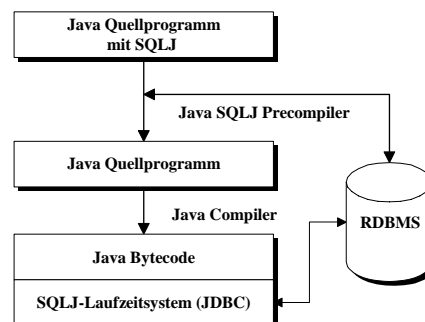 Java Quellprogramm
mit SQLJ
Java SQLJ Precompiler
Java Quellprogramm
Java Compiler
RDBMS
Java Bytecode
SQLJ-Laufzeitsystem (JDBC)